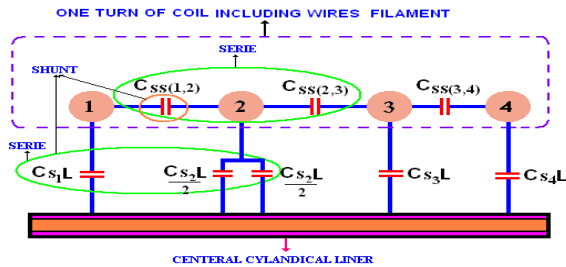 ONE TURN OF COIL INCLUDING WIRES FILAMENT
SERIE
SHUNT
CSS(1,2) CSS(2,3) CSS(3,4)
1 2 3 4
SERIE
CS1L CS2L/2 CS2L/2 CS3L CS4L
CENTERAL CYLANDICAL LINER